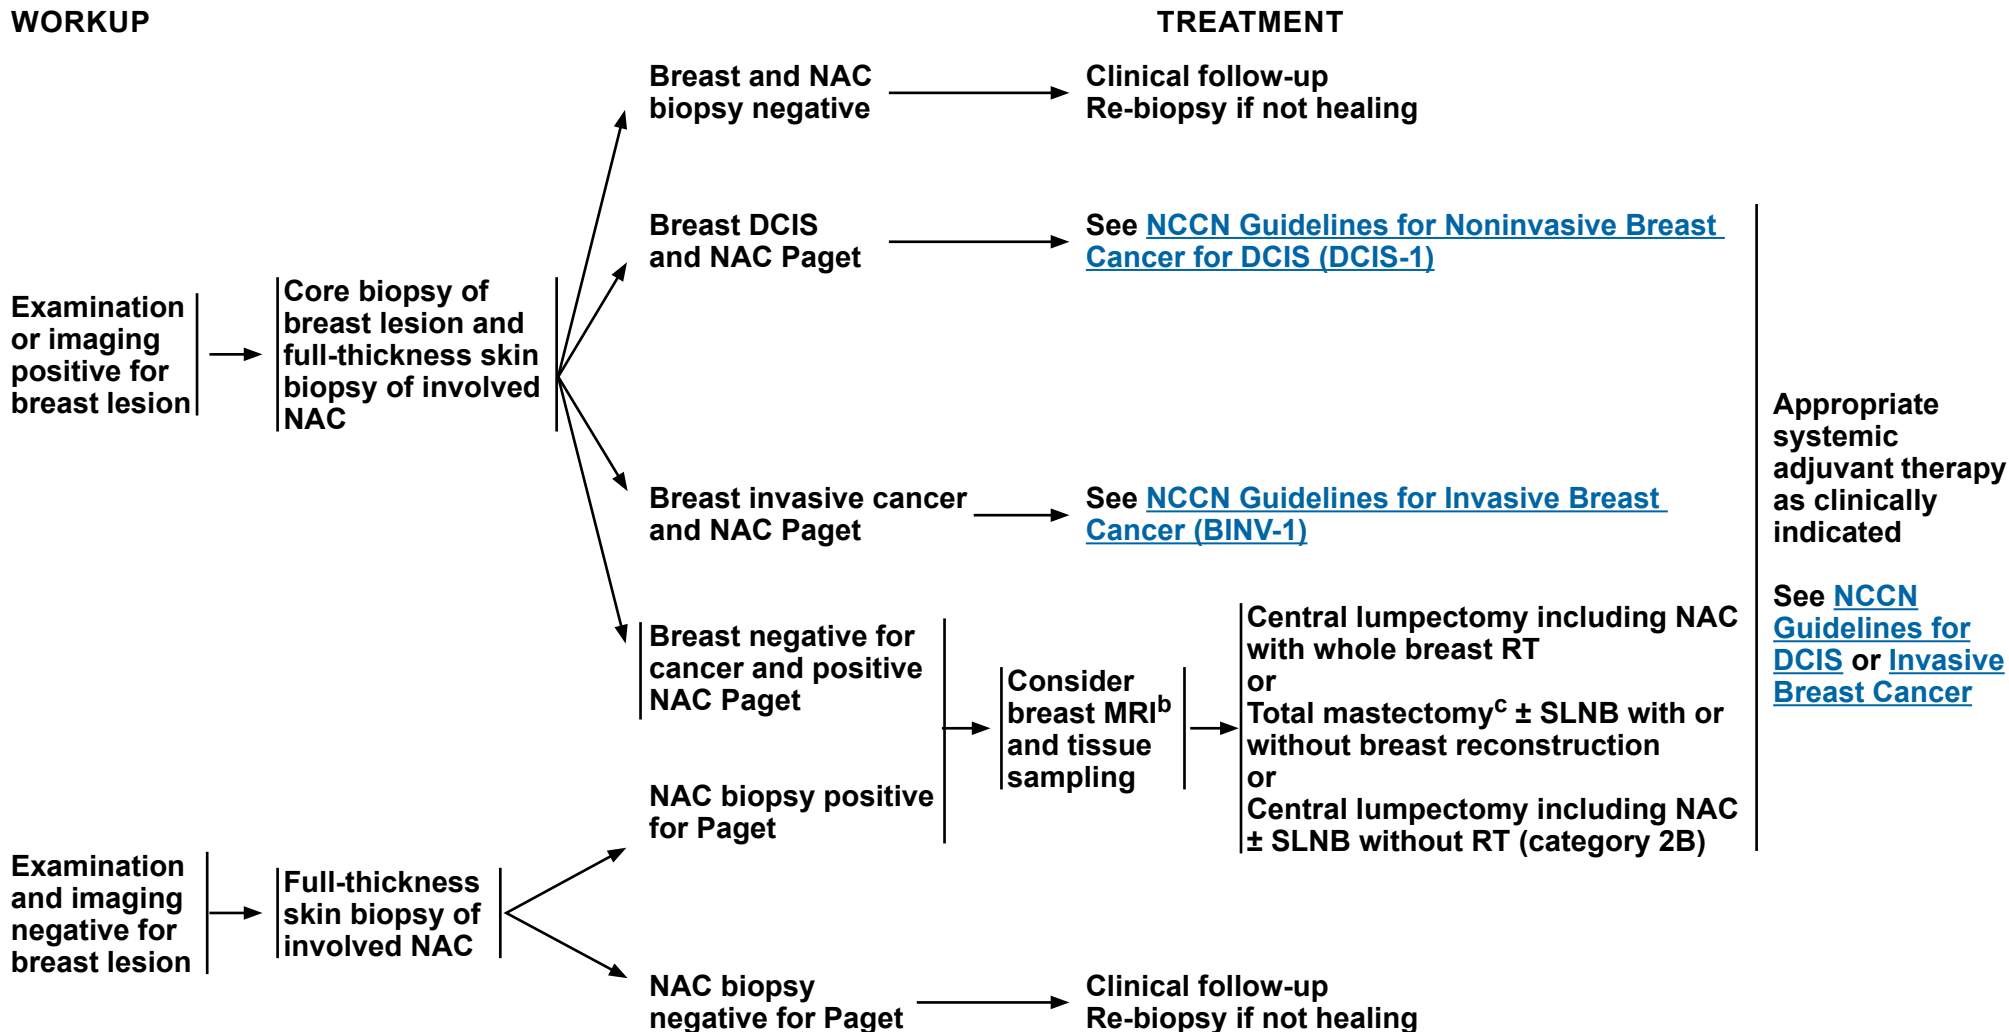 WORKUP
TREATMENT
Breast and NAC
biopsy negative
Clinical follow-up
Re-biopsy if not healing
Breast DCIS
and NAC Paget
See NCCN Guidelines for Noninvasive Breast
Cancer for DCIS (DCIS-1)
Examination
or imaging
positive for
breast lesion
Core biopsy of
breast lesion and
full-thickness skin
biopsy of involved
NAC
Breast invasive cancer
and NAC Paget
See NCCN Guidelines for Invasive Breast
Cancer (BINV-1)
Breast negative for
cancer and positive
NAC Paget
NAC biopsy positive
for Paget
Consider
breast MRIb
and tissue
sampling
Central lumpectomy including NAC
with whole breast RT
or
Total mastectomyc ± SLNB with or
without breast reconstruction
or
Central lumpectomy including NAC
± SLNB without RT (category 2B)
Appropriate
systemic
adjuvant therapy
as clinically
indicated
See NCCN
Guidelines for
DCIS or Invasive
Breast Cancer
Examination
and imaging
negative for
breast lesion
Full-thickness
skin biopsy of
involved NAC
NAC biopsy
negative for Paget
Clinical follow-up
Re-biopsy if not healing